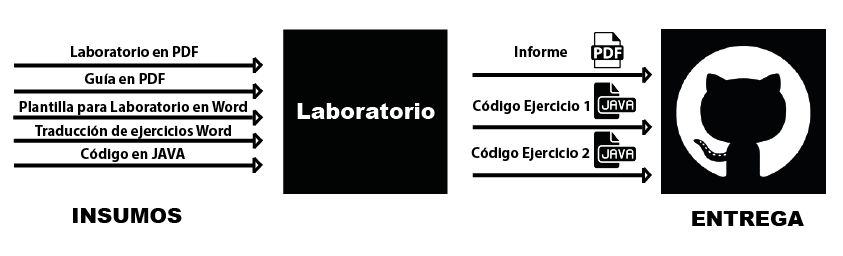 Laboratorio en PDF
Guía en PDF
Plantilla para Laboratorio en Word
Traducción de ejercicios Word
Código en JAVA
INSUMOS
Laboratorio
Informe
PDF
Código Ejercicio 1
JAVA
Código Ejercicio 2
JAVA
ENTREGA